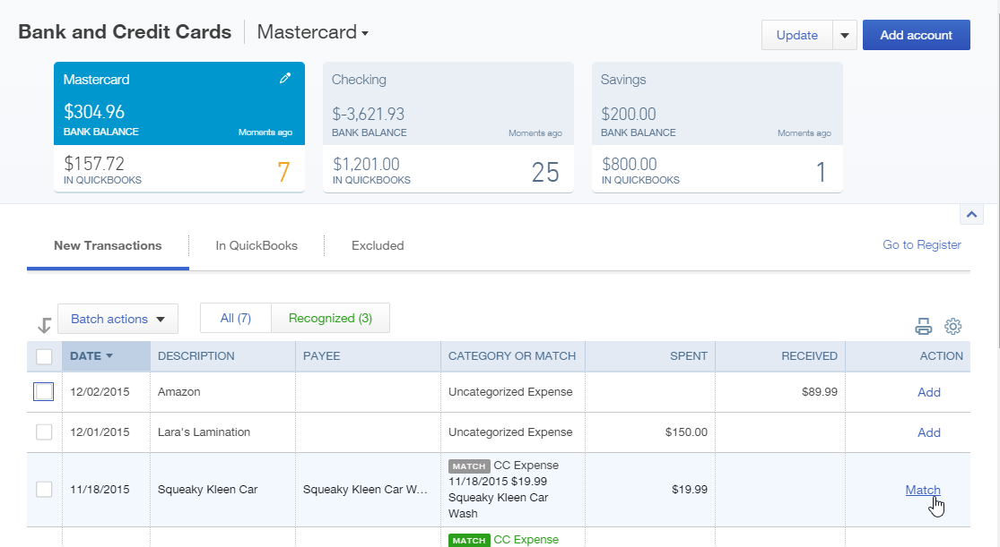 Bank and Credit Cards Mastercard
Update
Add account
Mastercard
$304.96
BANK BALANCE Moments ago
$157.72
IN QUICKBOOKS
7
Checking
$-3,621.93
BANK BALANCE Moments ago
$1,201.00
IN QUICKBOOKS
25
Savings
$200.00
BANK BALANCE Moments ago
$800.00
IN QUICKBOOKS
1
New Transactions In QuickBooks Excluded Go to Register
Batch actions All (7) Recognized (3)
DATE DESCRIPTION PAYEE CATEGORY OR MATCH SPENT RECEIVED ACTION
12/02/2015 Amazon Uncategorized Expense $89.99 Add
12/01/2015 Lara's Lamination Uncategorized Expense $150.00 Add
11/18/2015 Squeaky Kleen Car Squeaky Kleen Car W...
MATCH CC Expense
11/18/2015 $19.99
Squeaky Kleen Car
Wash
$19.99 Match
MATCH CC Expense